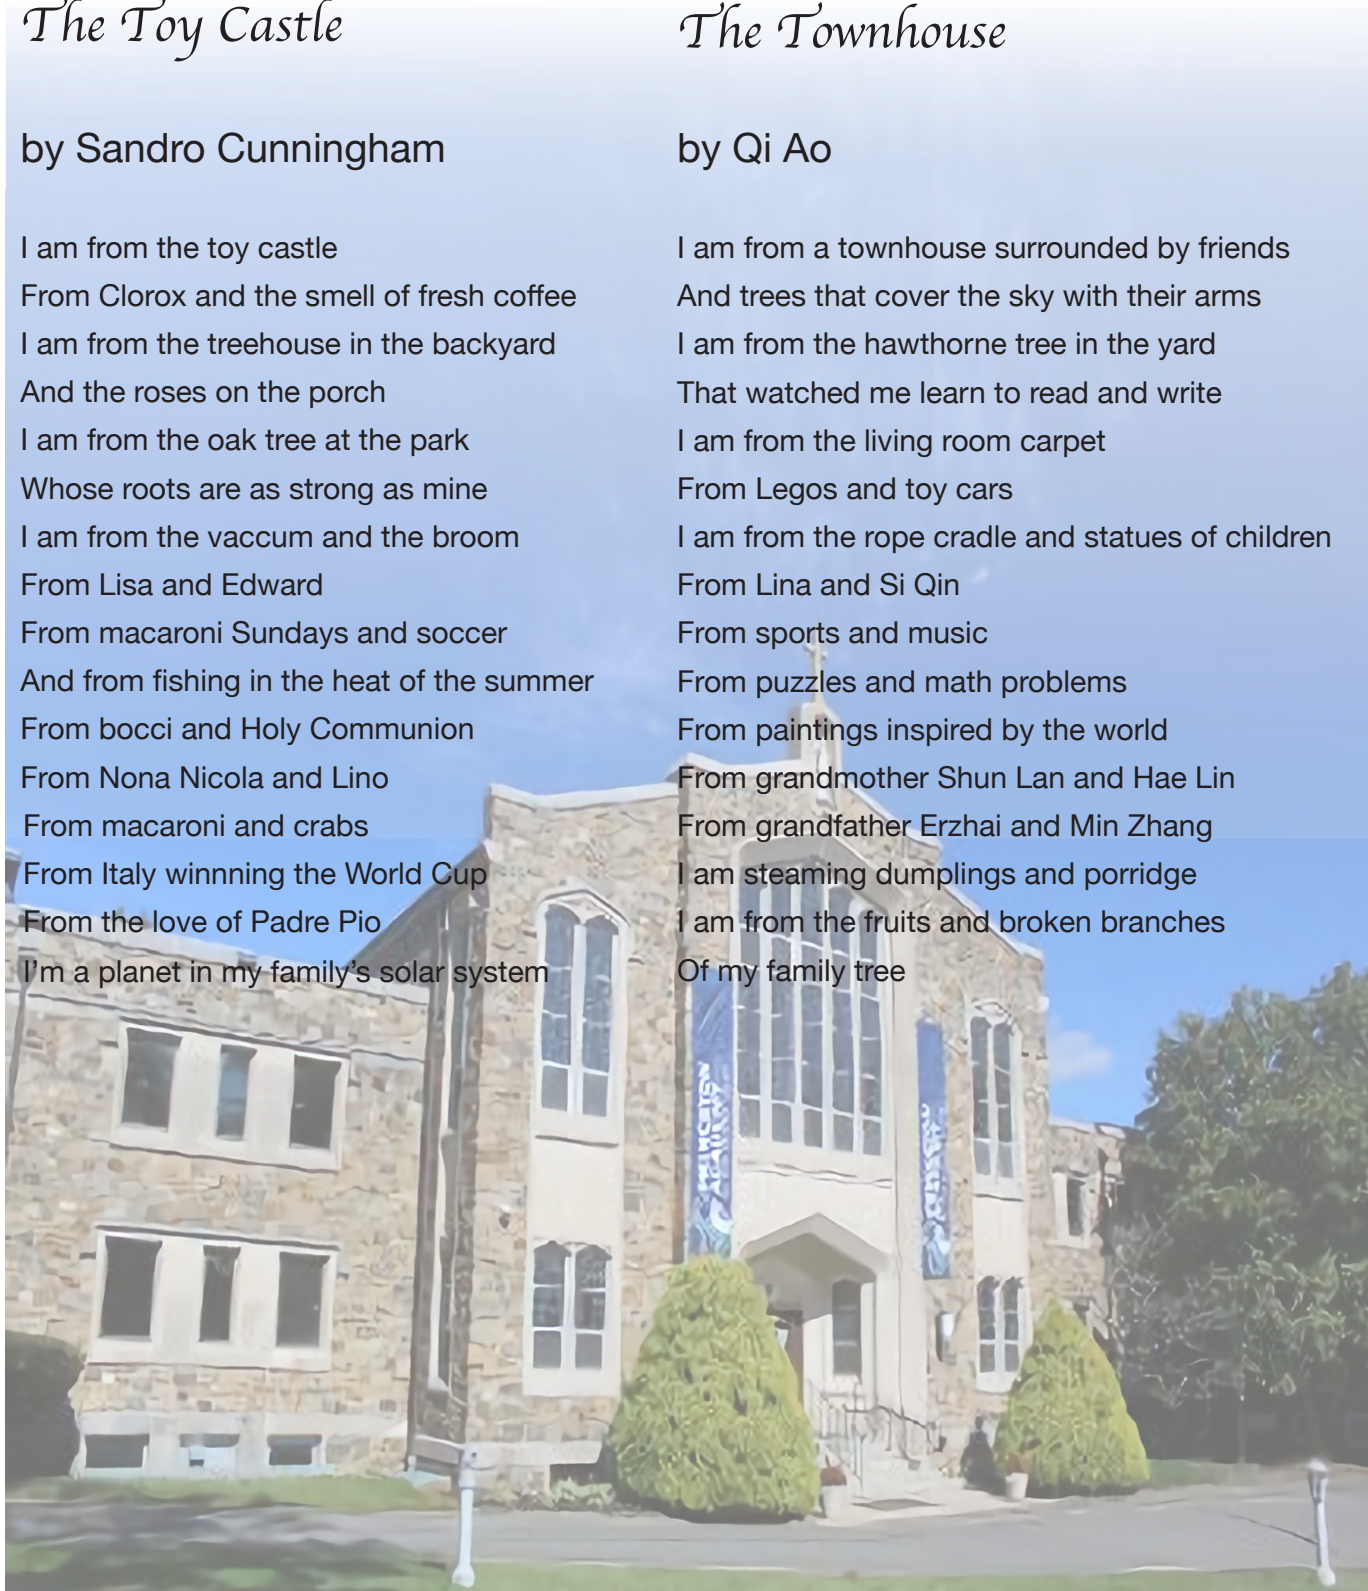 The Toy Castle
by Sandro Cunningham
I am from the toy castle
From Clorox and the smell of fresh coffee
I am from the treehouse in the backyard
And the roses on the porch
I am from the oak tree at the park
Whose roots are as strong as mine
I am from the vaccum and the broom
From Lisa and Edward
From macaroni Sundays and soccer
And from fishing in the heat of the summer
From bocci and Holy Communion
From Nona Nicola and Lino
From macaroni and crabs
From Italy winnning the World Cup
From the love of Padre Pio
I'm a planet in my family's solar system
The Townhouse
by Qi Ao
I am from a townhouse surrounded by friends
And trees that cover the sky with their arms
I am from the hawthorne tree in the yard
That watched me learn to read and write
I am from the living room carpet
From Legos and toy cars
I am from the rope cradle and statues of children
From Lina and Si Qin
From sports and music
From puzzles and math problems
From paintings inspired by the world
From grandmother Shun Lan and Hae Lin
From grandfather Erzhai and Min Zhang
I am steaming dumplings and porridge
I am from the fruits and broken branches
Of my family tree